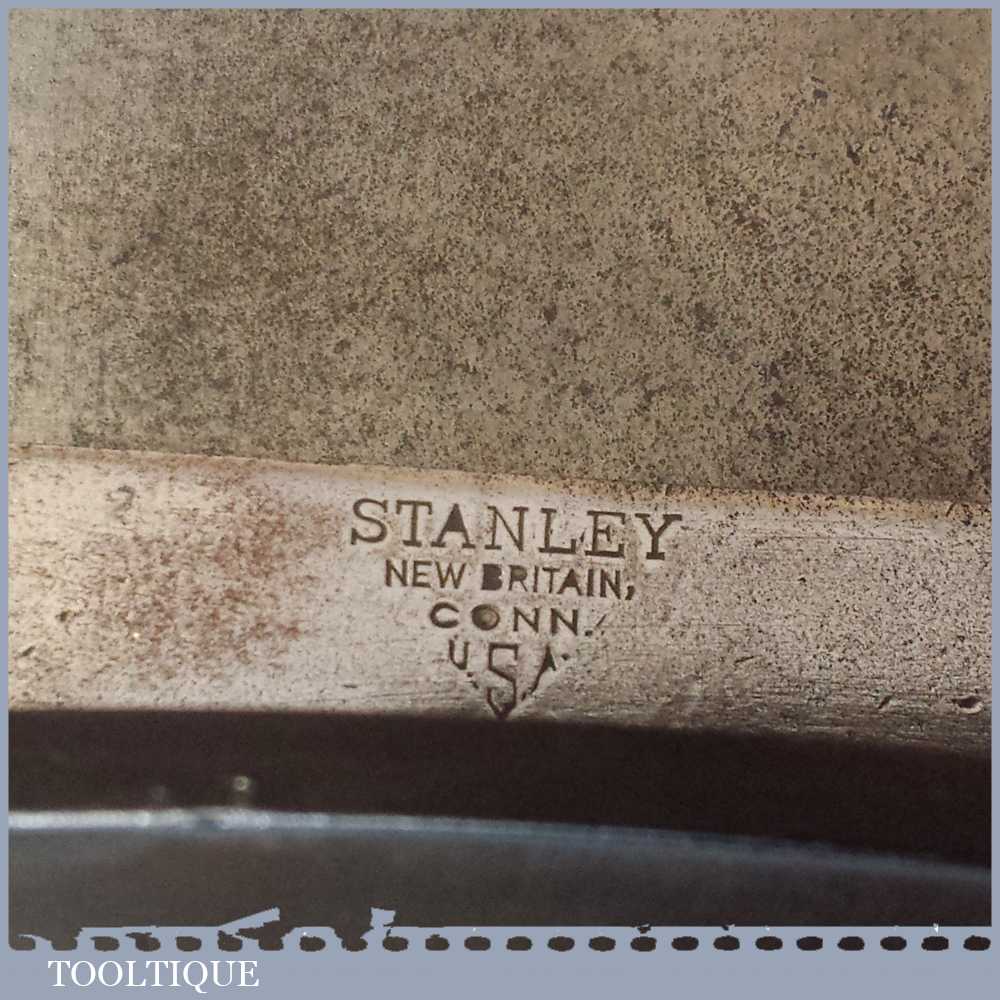 STANLEY
NEW BRITAIN,
CONN.
U.S.A.
TOOLTIQUE